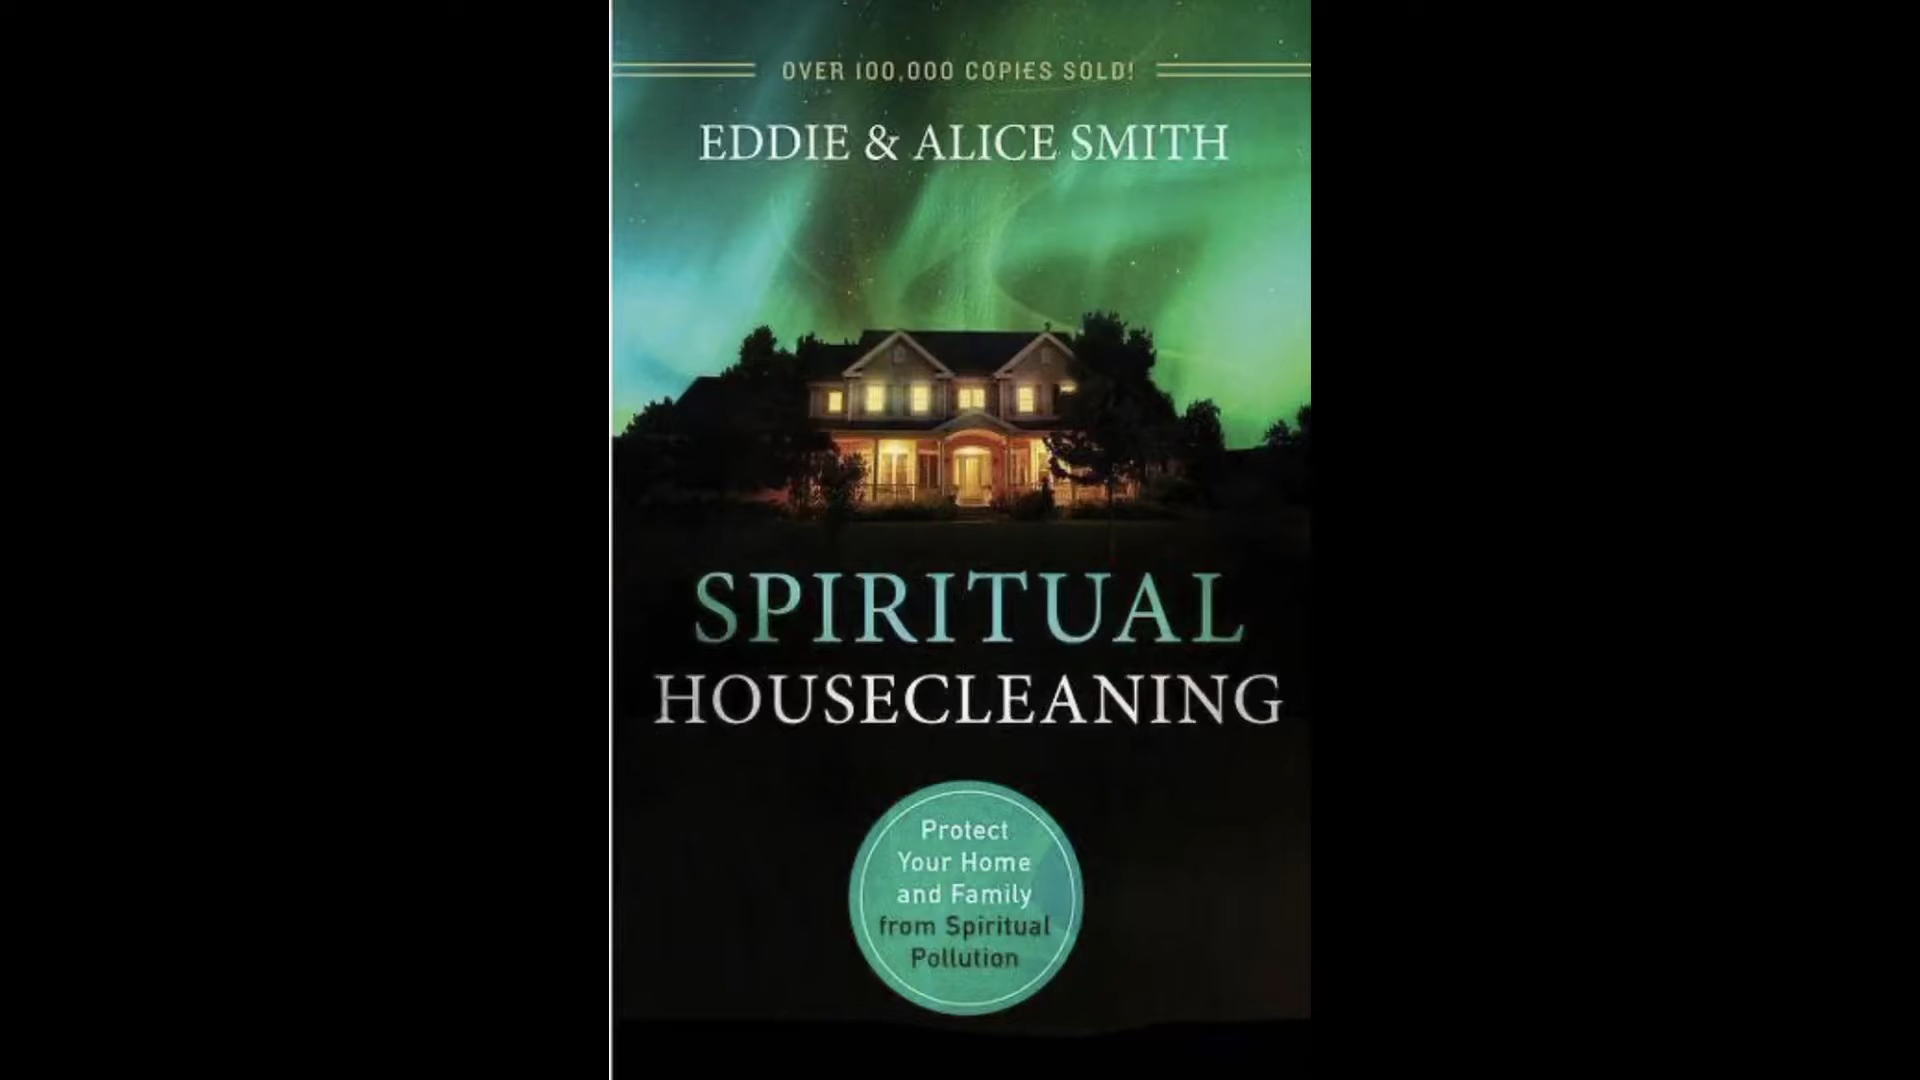 OVER 100,000 COPIES SOLD!
EDDIE & ALICE SMITH
SPIRITUAL
HOUSECLEANING
Protect
Your Home
and Family
from Spiritual
Pollution